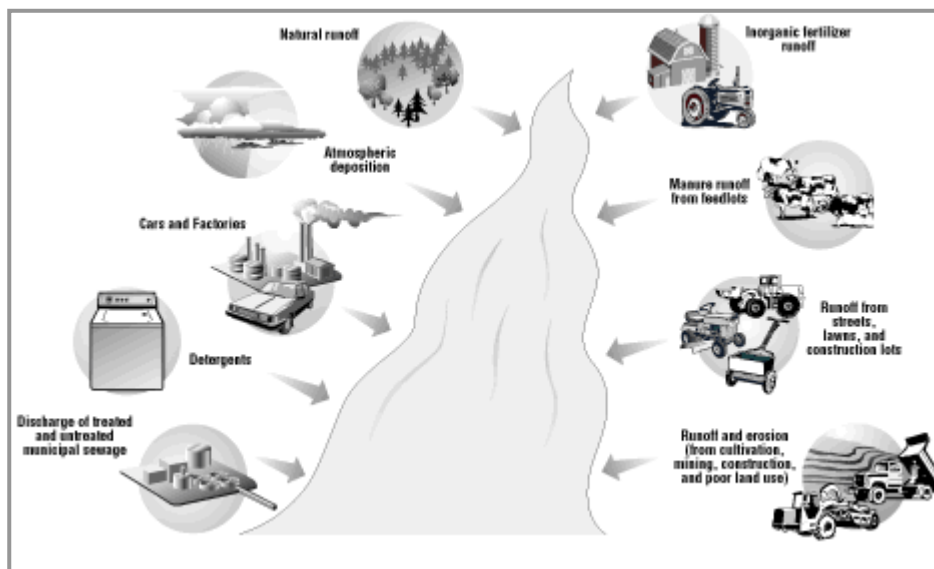 Natural runoff
Inorganic fertilizer
runoff
Atmospheric
deposition
Manure runoff
from feedlots
Cars and Factories
Runoff from
streets,
lawns, and
construction lots
Detergents
Discharge of treated
and untreated
municipal sewage
Runoff and erosion
(from cultivation,
mining, construction,
and poor land use)